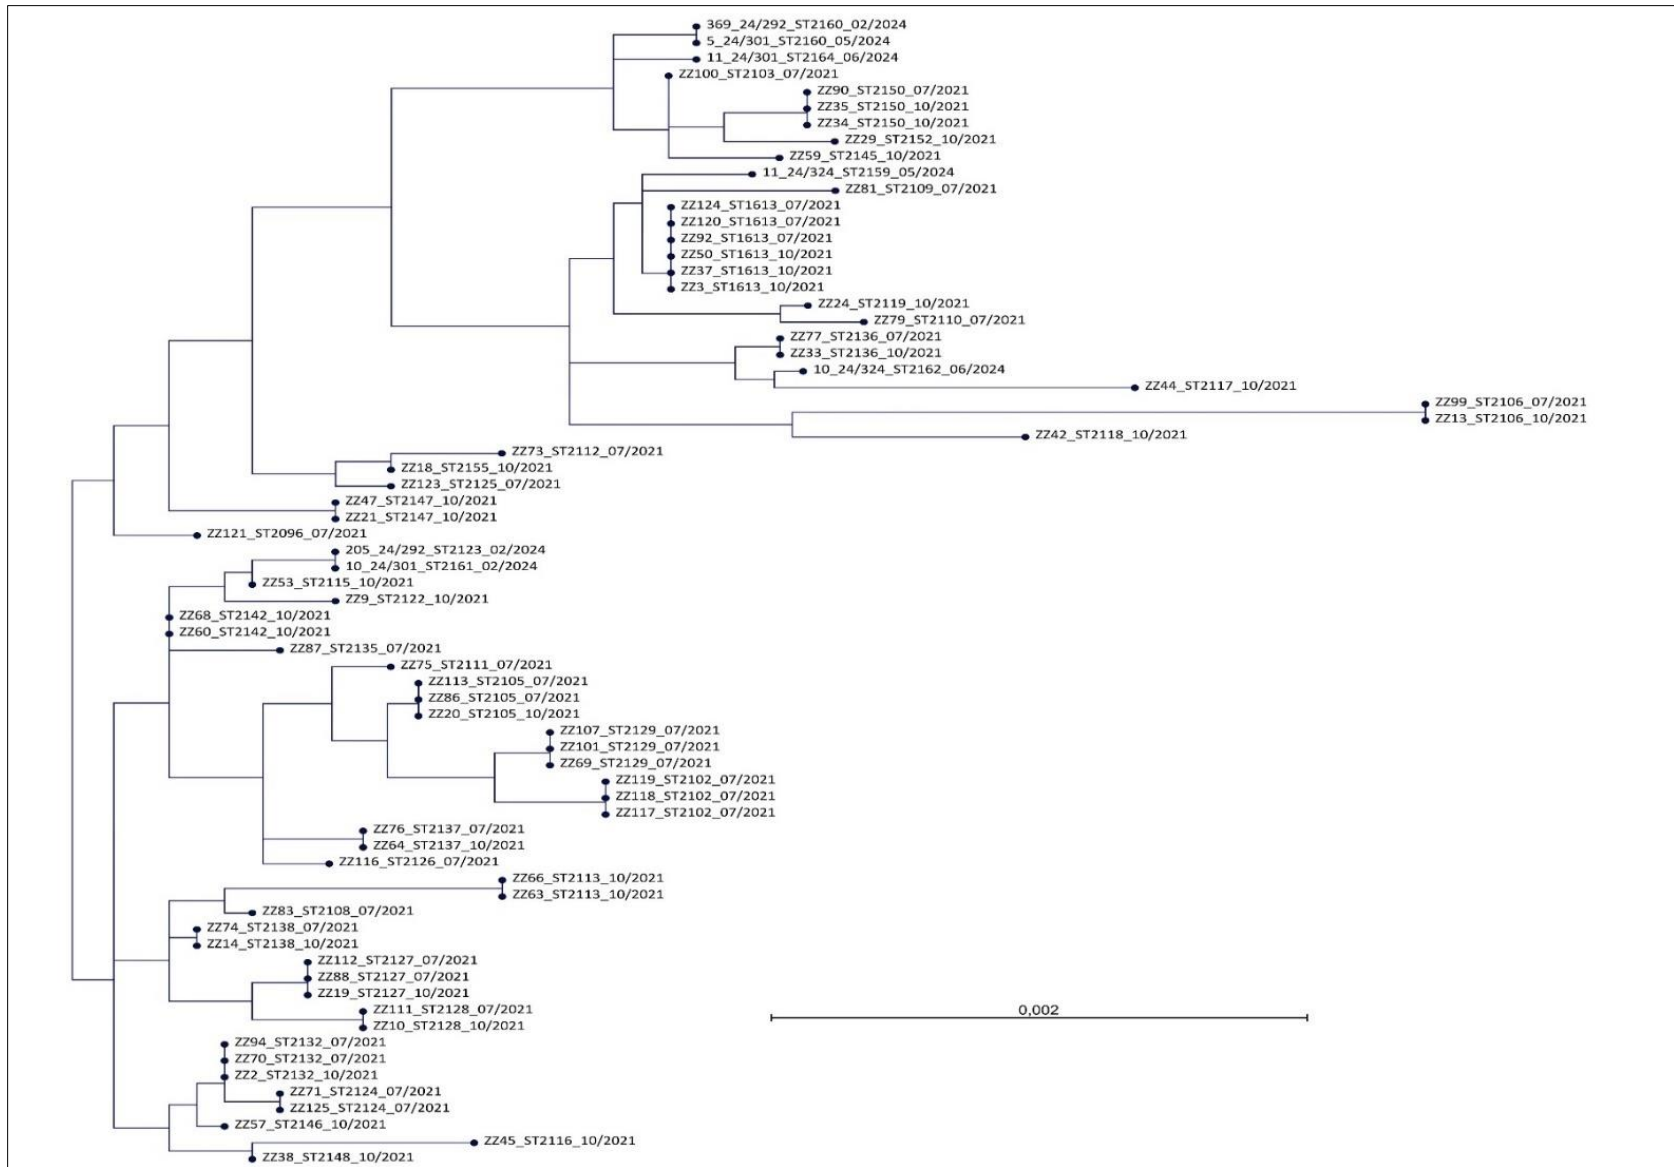 369_24/292_ST2160_02/2024
5_24/301_ST2160_05/2024
11_24/301_ST2164_06/2024
ZZ100_ST2103_07/2021
ZZ90_ST2150_07/2021
ZZ35_ST2150_10/2021
ZZ34_ST2150_10/2021
ZZ29_ST2152_10/2021
ZZ59_ST2145_10/2021
11_24/324_ST2159_05/2024
ZZ81_ST2109_07/2021
ZZ124_ST1613_07/2021
ZZ120_ST1613_07/2021
ZZ92_ST1613_07/2021
ZZ50_ST1613_10/2021
ZZ37_ST1613_10/2021
ZZ3_ST1613_10/2021
ZZ24_ST2119_10/2021
ZZ79_ST2110_07/2021
ZZ77_ST2136_07/2021
ZZ33_ST2136_10/2021
10_24/324_ST2162_06/2024
ZZ44_ST2117_10/2021
ZZ99_ST2106_07/2021
ZZ13_ST2106_10/2021
ZZ42_ST2118_10/2021
ZZ73_ST2112_07/2021
ZZ18_ST2155_10/2021
ZZ123_ST2125_07/2021
ZZ47_ST2147_10/2021
ZZ21_ST2147_10/2021
ZZ121_ST2096_07/2021
205_24/292_ST2123_02/2024
10_24/301_ST2161_02/2024
ZZ53_ST2115_10/2021
ZZ9_ST2122_10/2021
ZZ68_ST2142_10/2021
ZZ60_ST2142_10/2021
ZZ87_ST2135_07/2021
ZZ75_ST2111_07/2021
ZZ113_ST2105_07/2021
ZZ86_ST2105_07/2021
ZZ20_ST2105_10/2021
ZZ107_ST2129_07/2021
ZZ101_ST2129_07/2021
ZZ69_ST2129_07/2021
ZZ119_ST2102_07/2021
ZZ118_ST2102_07/2021
ZZ117_ST2102_07/2021
ZZ76_ST2137_07/2021
ZZ64_ST2137_10/2021
ZZ116_ST2126_07/2021
ZZ66_ST2113_10/2021
ZZ63_ST2113_10/2021
ZZ83_ST2108_07/2021
ZZ74_ST2138_07/2021
ZZ14_ST2138_10/2021
ZZ112_ST2127_07/2021
ZZ88_ST2127_07/2021
ZZ19_ST2127_10/2021
ZZ111_ST2128_07/2021
0,002
ZZ10_ST2128_10/2021
ZZ94_ST2132_07/2021
ZZ70_ST2132_07/2021
ZZ2_ST2132_10/2021
ZZ71_ST2124_07/2021
ZZ125_ST2124_07/2021
ZZ57_ST2146_10/2021
ZZ45_ST2116_10/2021
ZZ38_ST2148_10/2021